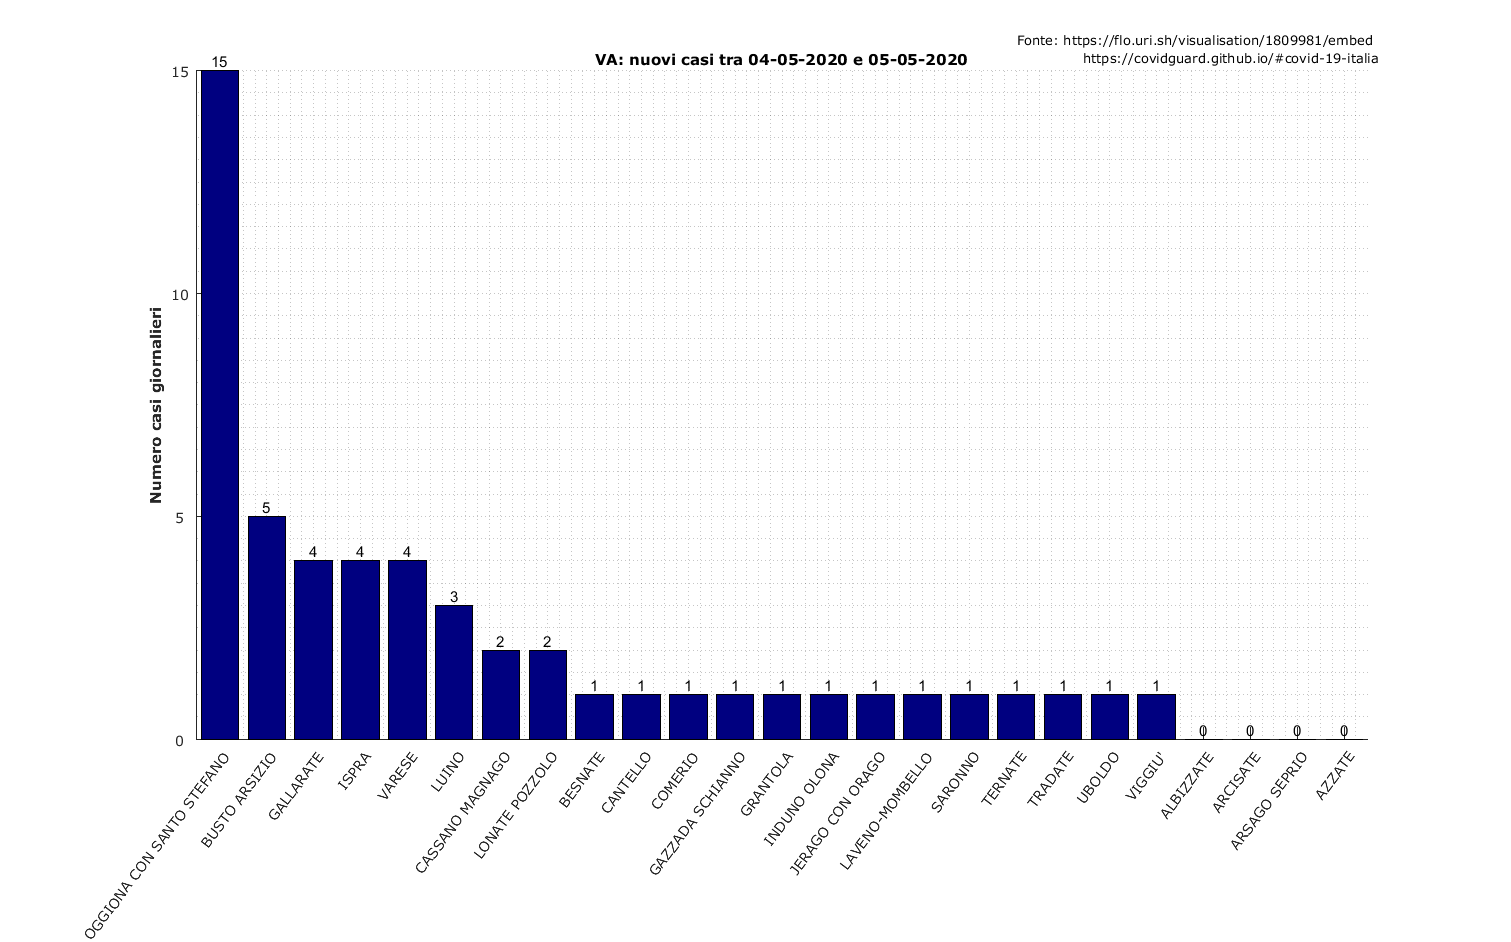 Fonte: https://flo.uri.sh/visualisation/1809981/embed
https://covidguard.github.io/#covid-19-italia
VA: nuovi casi tra 04-05-2020 e 05-05-2020
Numero casi giornalieri
15
10
5
0
15
5
4
4
4
3
2
2
1
1
1
1
1
1
1
1
1
1
1
1
1
0
0
0
0
OGGIONA CON SANTO STEFANO
BUSTO ARSIZIO
GALLARATE
ISPRA
VARESE
LUINO
CASSANO MAGNAGO
LONATE POZZOLO
BESNATE
CANTELLO
COMERIO
GAZZADA SCHIANNO
GRANTOLA
INDUNO OLONA
JERAGO CON ORAGO
LAVENO-MOMBELLO
SARONNO
TERNATE
TRADATE
UBOLDO
VIGGIU'
ALBIZZATE
ARCISATE
ARSAGO SEPRIO
AZZATE